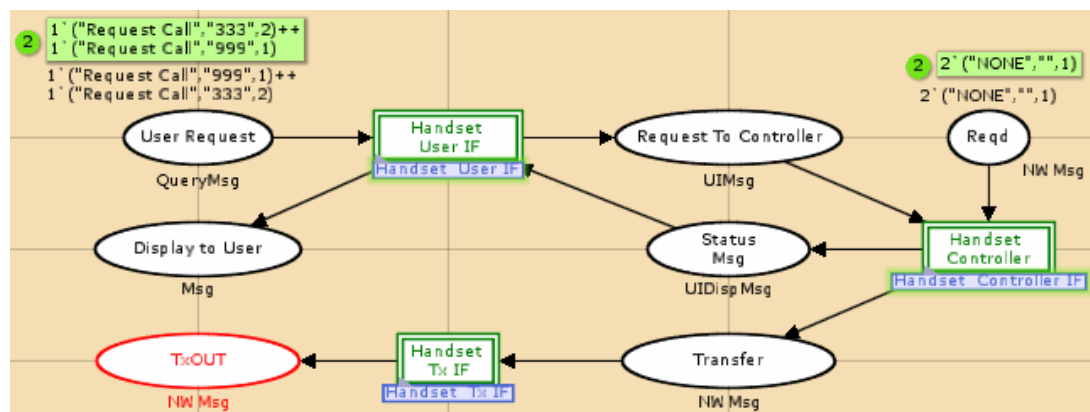 2
1`("Request Call","333",2)++
1`("Request Call","999",1)
1`("Request Call","999",1)++
1`("Request Call","333",2)
2
2`("NONE","",1)
2`("NONE","",1)
User Request
QueryMsg
Handset
User IF
Handset User IF
Request To Controller
UIMsg
Reqd
NW Msg
Display to User
Msg
Status
Msg
UIDispMsg
Handset
Controller
Handset Controller IF
TxOUT
NW Msg
Handset
Tx IF
Handset Tx IF
Transfer
NW Msg